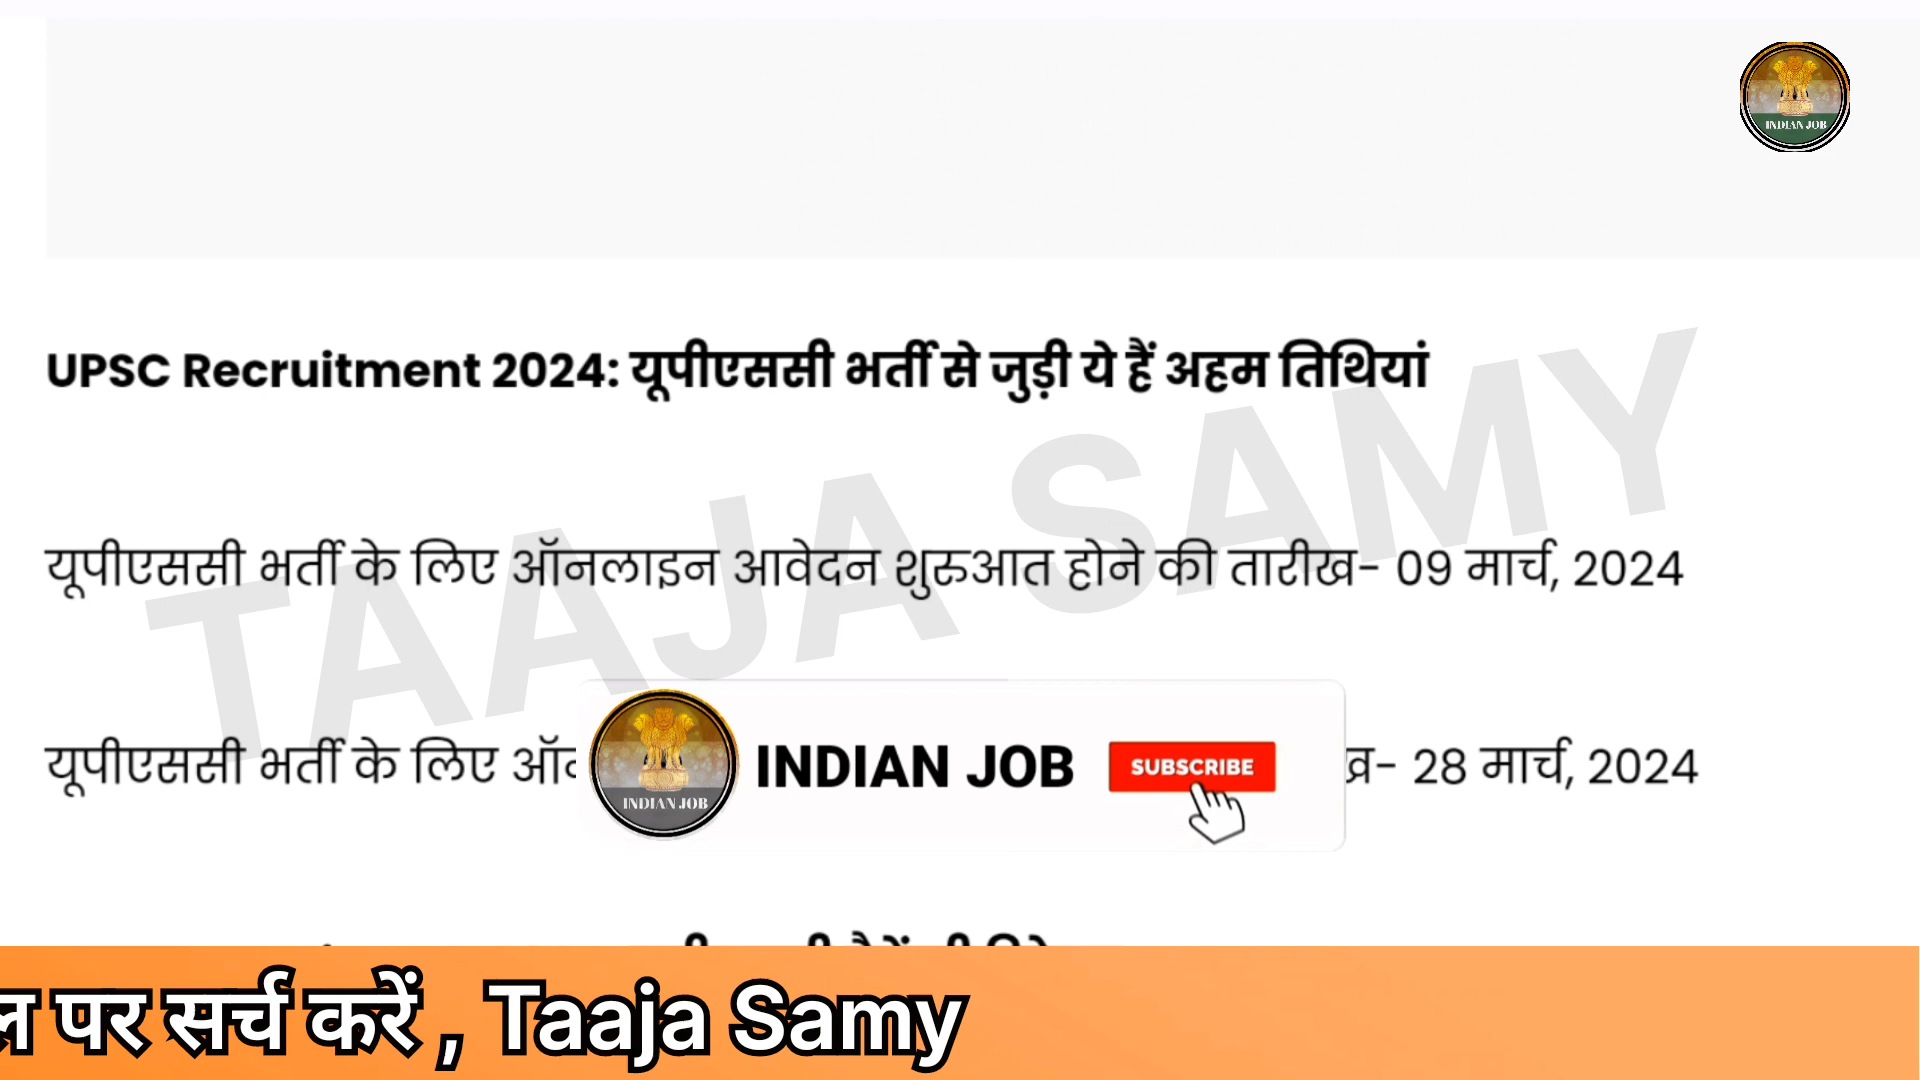 INDIAN JOB
UPSC Recruitment 2024: यूपीएससी भर्ती से जुड़ी ये हैं अहम तिथियां
TAAJA SAMY
यूपीएससी भर्ती के लिए ऑनलाइन आवेदन शुरुआत होने की तारीख- 09 मार्च, 2024
यूपीएससी भर्ती के लिए - 28 मार्च, 2024
INDIAN JOB
INDIAN JOB
SUBSCRIBE
पर सर्च करें , Taaja Samy